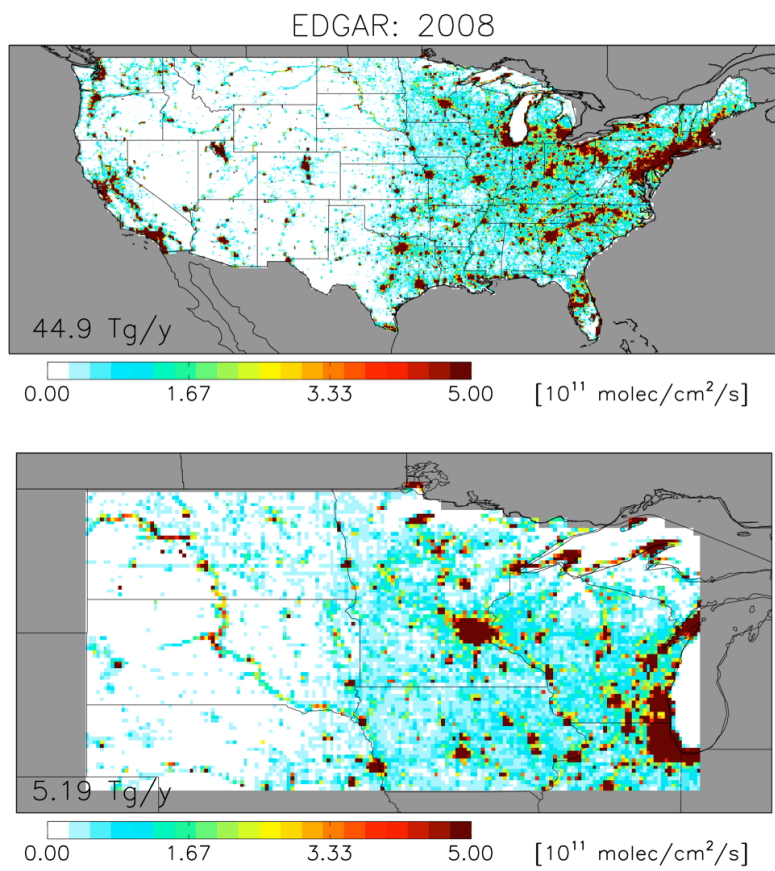 EDGAR: 2008
44.9 Tg/y
0.00 1.67 3.33 5.00 [10¹¹ molec/cm²/s]
5.19 Tg/y
0.00 1.67 3.33 5.00 [10¹¹ molec/cm²/s]